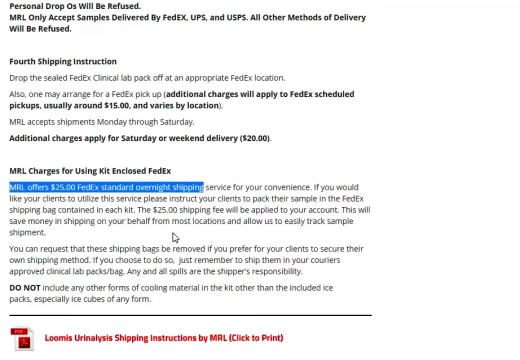 Personal Drop Os Will Be Refused.
MRL Only Accept Samples Delivered By FedEX, UPS, and USPS. All Other Methods of Delivery
Will Be Refused.
Fourth Shipping Instruction
Drop the sealed FedEx Clinical lab pack off at an appropriate FedEx location.
Also, one may arrange for a FedEx pick up (additional charges will apply to FedEx scheduled
pickups, usually around $15.00, and varies by location).
MRL accepts shipments Monday through Saturday.
Additional charges apply for Saturday or weekend delivery ($20.00).
MRL Charges for Using Kit Enclosed FedEx
MRL offers $25.00 FedEx standard overnight shipping service for your convenience. If you would
like your clients to utilize this service please instruct your clients to pack their sample in the FedEx
shipping bag contained in each kit. The $25.00 shipping fee will be applied to your account. This will
save money in shipping on your behalf from most locations and allow us to easily track sample
shipment.
You can request that these shipping bags be removed if you prefer for your clients to secure their
own shipping method. If you choose to do so, just remember to ship them in your couriers
approved clinical lab packs/bag. Any and all spills are the shipper's responsibility.
DO NOT include any other forms of cooling material in the kit other than the included ice
packs, especially ice cubes of any form.
PDF
Loomis Urinalysis Shipping Instructions by MRL (Click to Print)